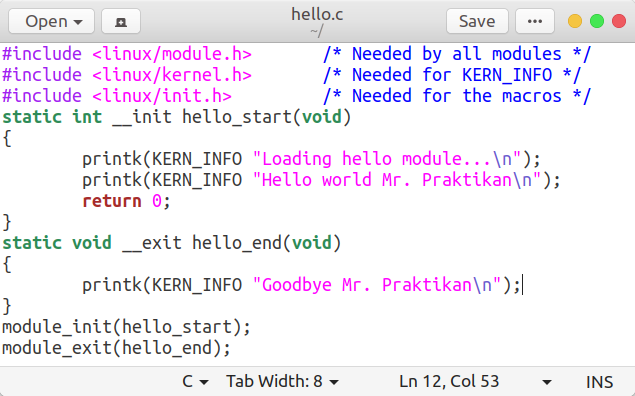 Open
hello.c
~/
Save
#include <linux/module.h>       /* Needed by all modules */
#include <linux/kernel.h>       /* Needed for KERN_INFO */
#include <linux/init.h>         /* Needed for the macros */
static int __init hello_start(void)
{
        printk(KERN_INFO "Loading hello module...\n");
        printk(KERN_INFO "Hello world Mr. Praktikan\n");
        return 0;
}
static void __exit hello_end(void)
{
        printk(KERN_INFO "Goodbye Mr. Praktikan\n");
}
module_init(hello_start);
module_exit(hello_end);
C Tab Width: 8 Ln 12, Col 53 INS